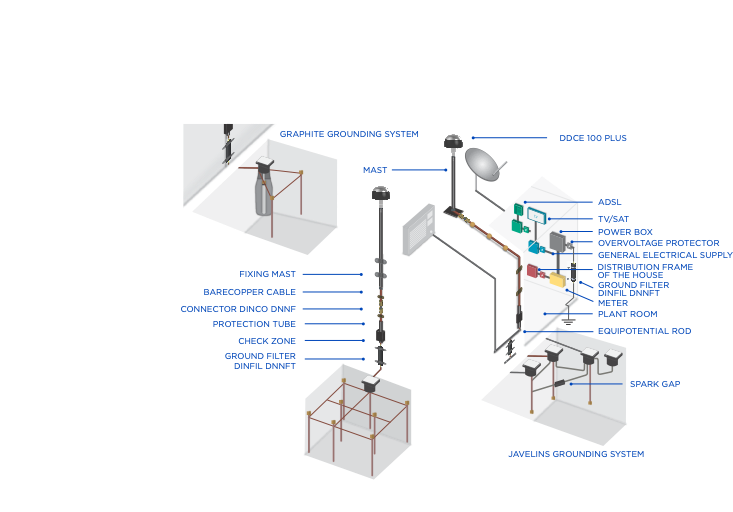 GRAPHITE GROUNDING SYSTEM
DDCE 100 PLUS
MAST
ADSL
TV/SAT
POWER BOX
OVERVOLTAGE PROTECTOR
GENERAL ELECTRICAL SUPPLY
DISTRIBUTION FRAME
OF THE HOUSE
GROUND FILTER
DINFIL DNNFT
METER
PLANT ROOM
EQUIPOTENTIAL ROD
FIXING MAST
BARECOPPER CABLE
CONNECTOR DINCO DNNF
PROTECTION TUBE
CHECK ZONE
GROUND FILTER
DINFIL DNNFT
SPARK GAP
JAVELINS GROUNDING SYSTEM